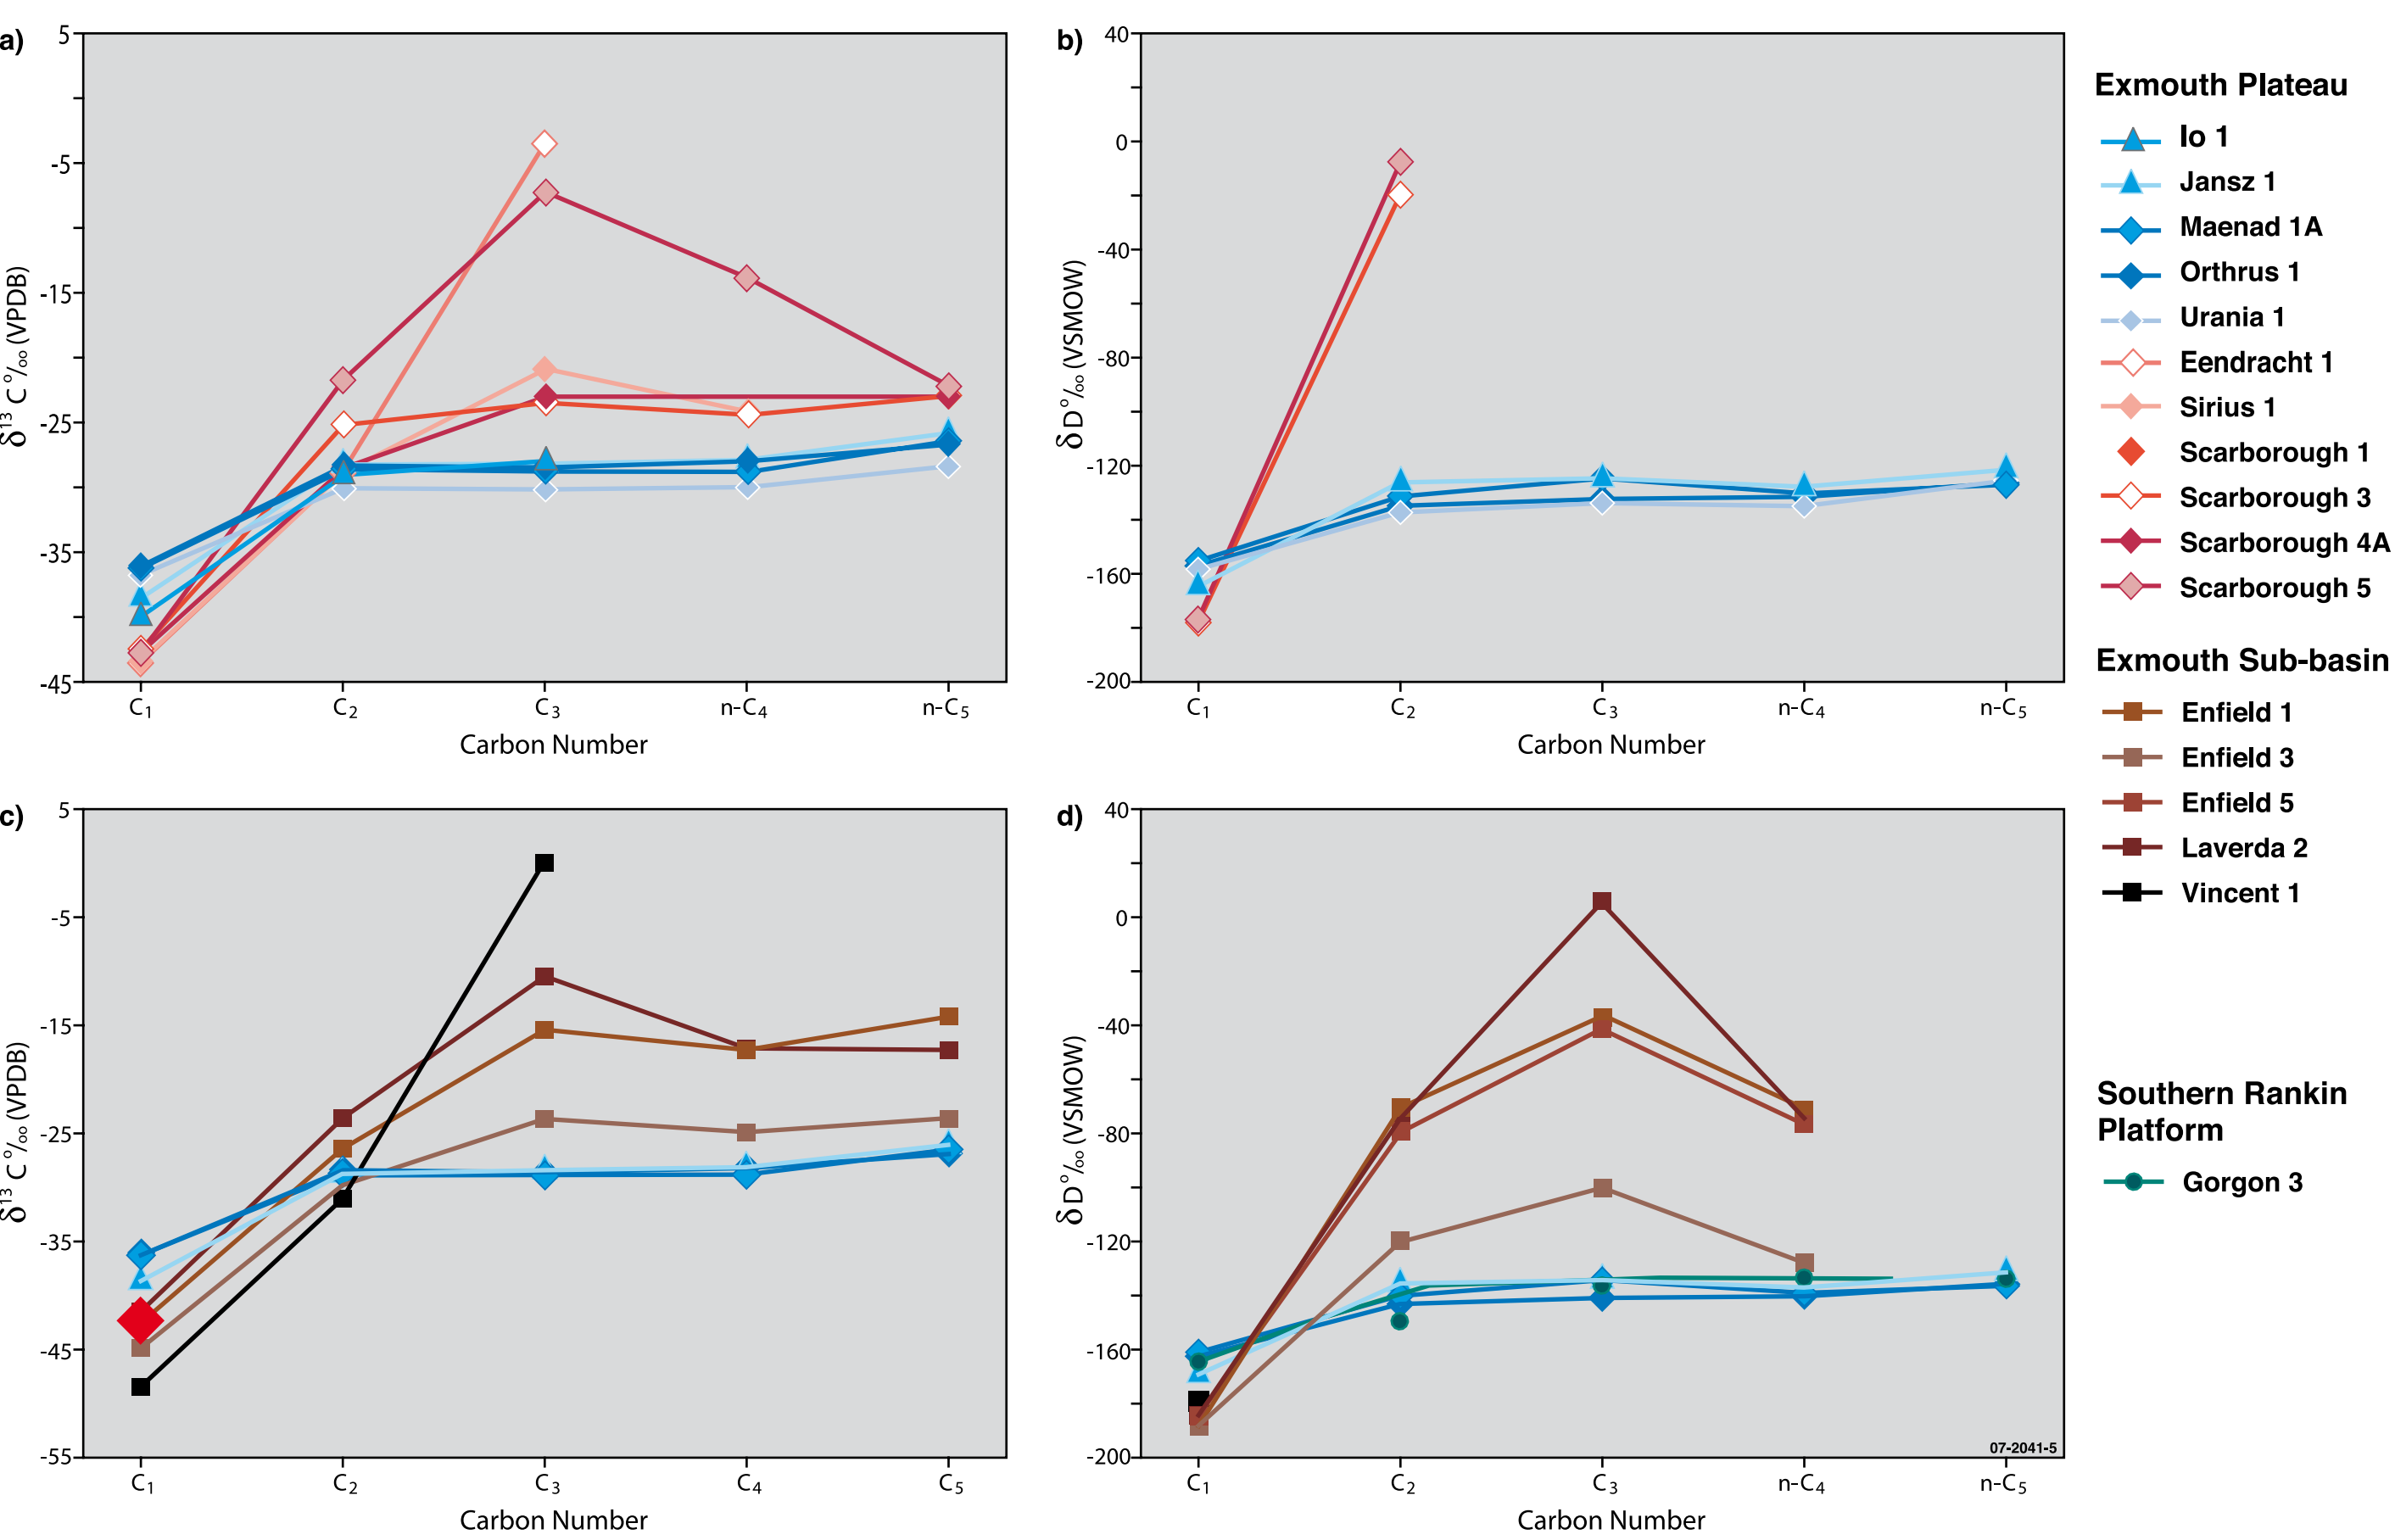 a)
5
-5
-15
-25
-35
-45
δ¹³ C ‰ (VPDB)
C₁
C₂
C₃
n-C₄
n-C₅
Carbon Number
b)
40
0
-40
-80
-120
-160
-200
δ D ‰ (VSMOW)
C₁
C₂
C₃
n-C₄
n-C₅
Carbon Number
Exmouth Plateau
Io 1
Jansz 1
Maenad 1A
Orthrus 1
Urania 1
Eendracht 1
Sirius 1
Scarborough 1
Scarborough 3
Scarborough 4A
Scarborough 5
Exmouth Sub-basin
Enfield 1
Enfield 3
Enfield 5
Laverda 2
Vincent 1
Southern Rankin
Platform
Gorgon 3
c)
5
-5
-15
-25
-35
-45
-55
δ¹³ C ‰ (VPDB)
C₁
C₂
C₃
C₄
C₅
Carbon Number
d)
40
0
-40
-80
-120
-160
-200
δ D ‰ (VSMOW)
C₁
C₂
C₃
n-C₄
n-C₅
Carbon Number
07-2041-5